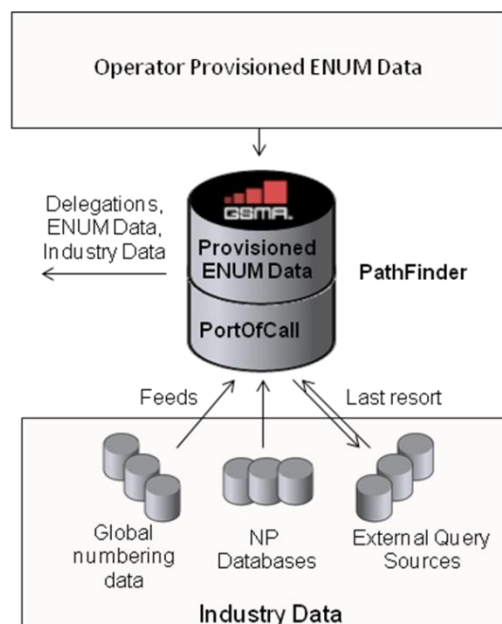 Operator Provisioned ENUM Data
Delegations,
ENUM Data,
Industry Data
GSMA.
Provisioned
ENUM Data
PathFinder
PortOfCall
Feeds
Last resort
Global
numbering
data
NP
Databases
External Query
Sources
Industry Data